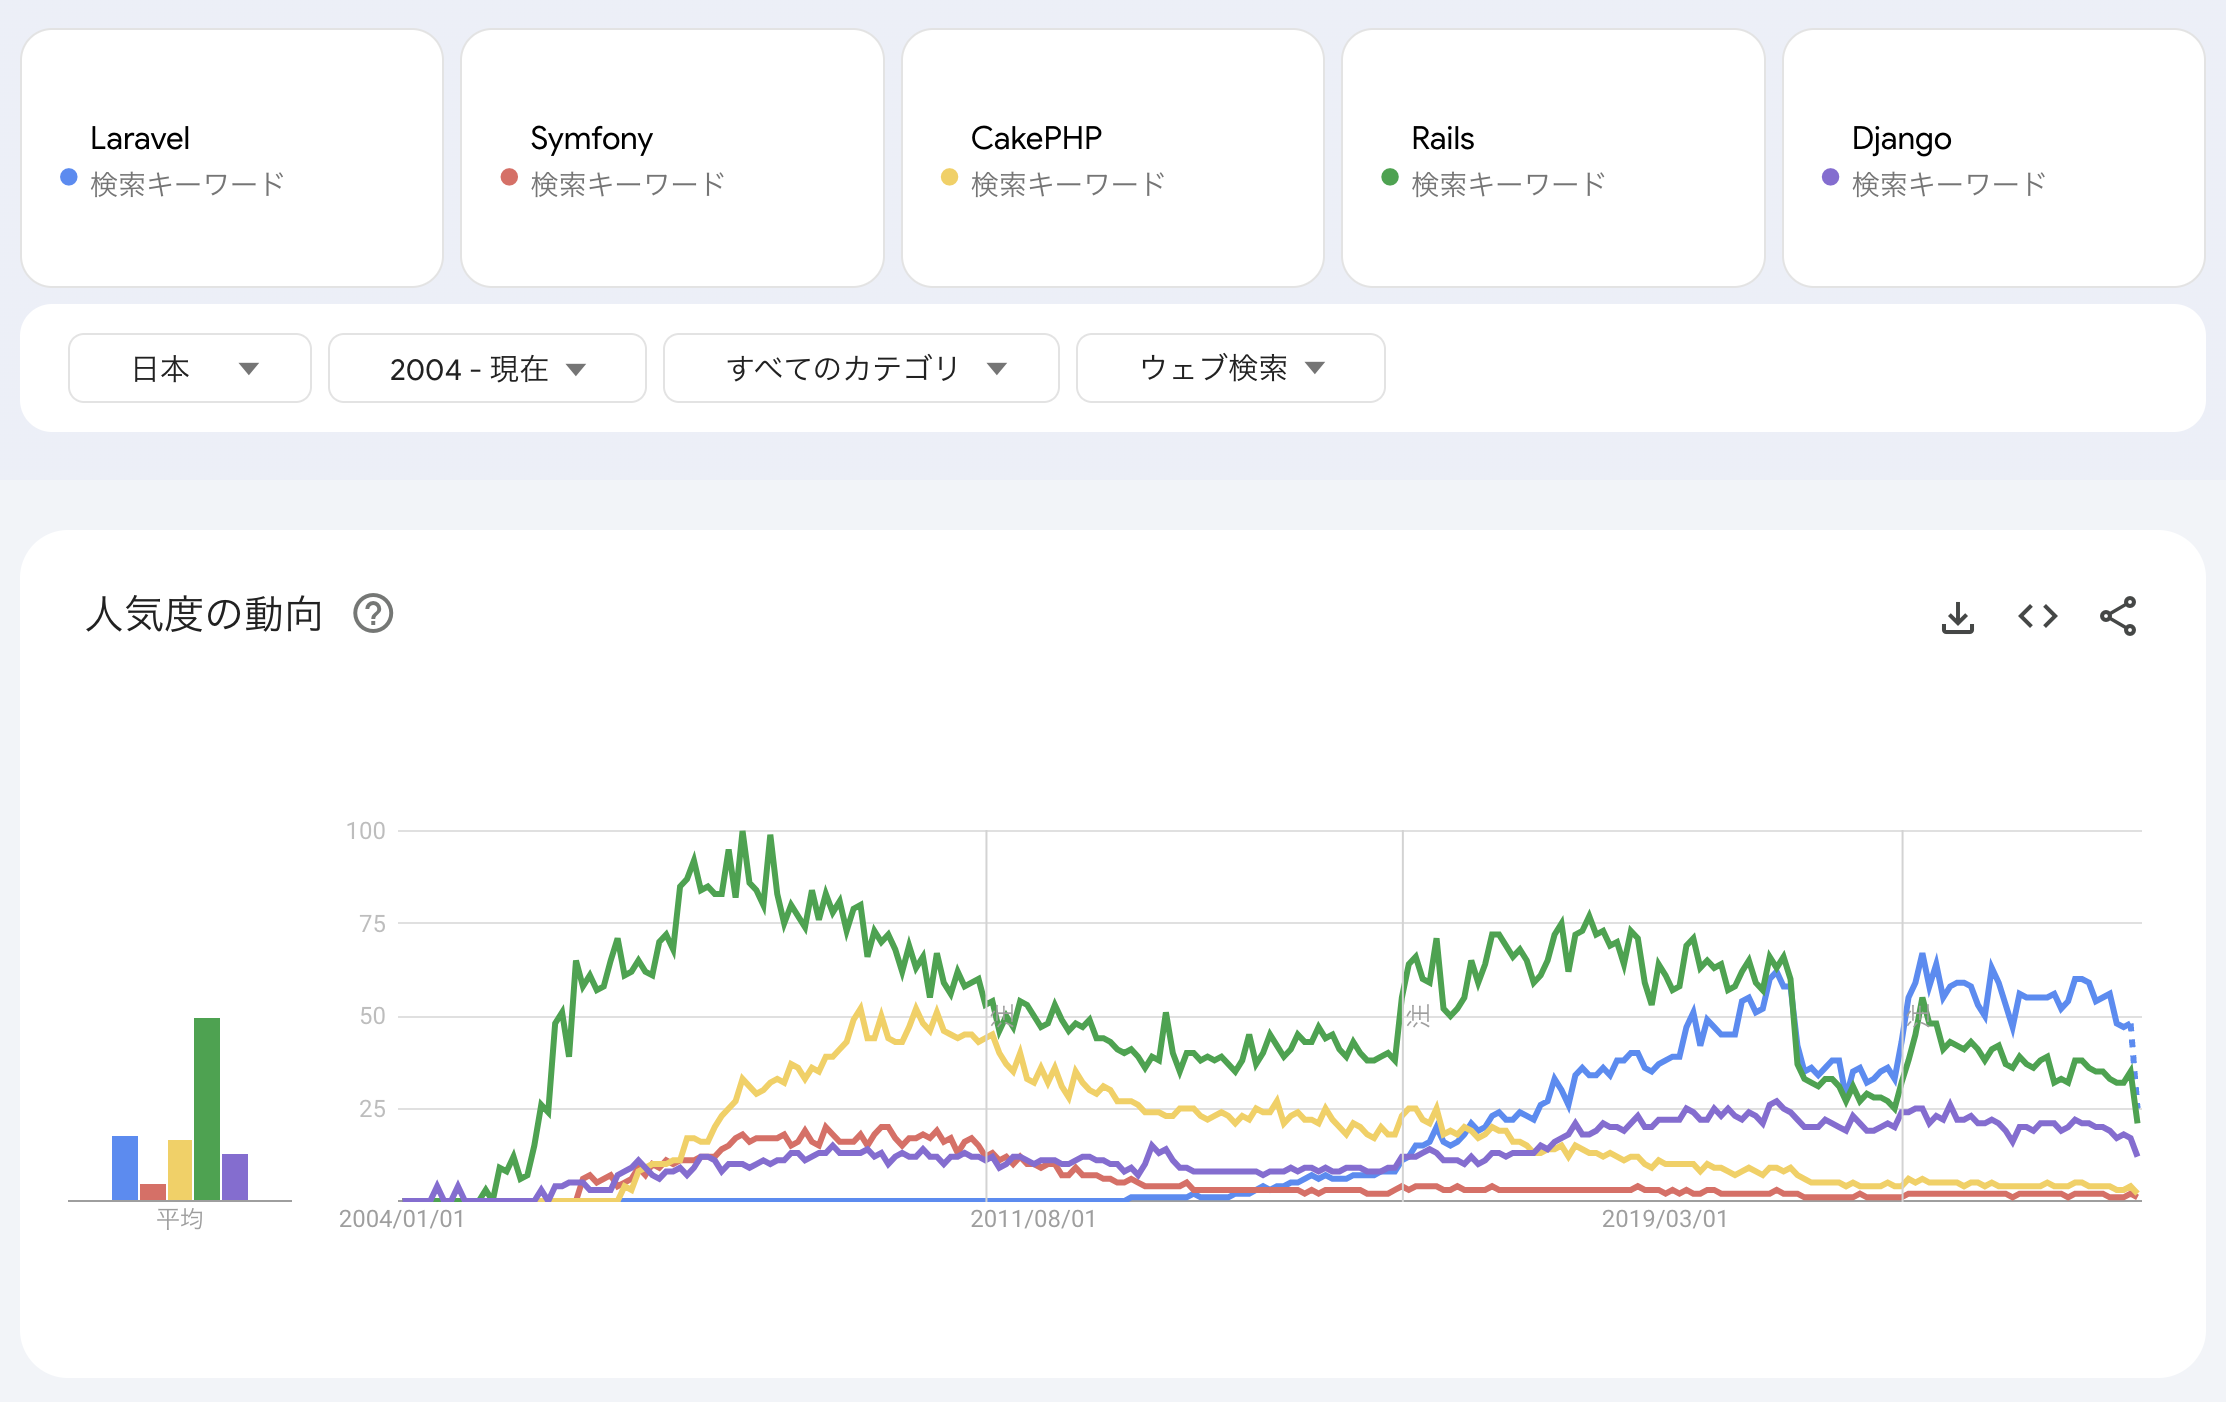 Laravel
検索キーワード
Symfony
検索キーワード
CakePHP
検索キーワード
Rails
検索キーワード
Django
検索キーワード
日本
2004 - 現在
すべてのカテゴリ
ウェブ検索
人気度の動向
100
75
50
25
注
注
注
平均
2004/01/01
2011/08/01
2019/03/01